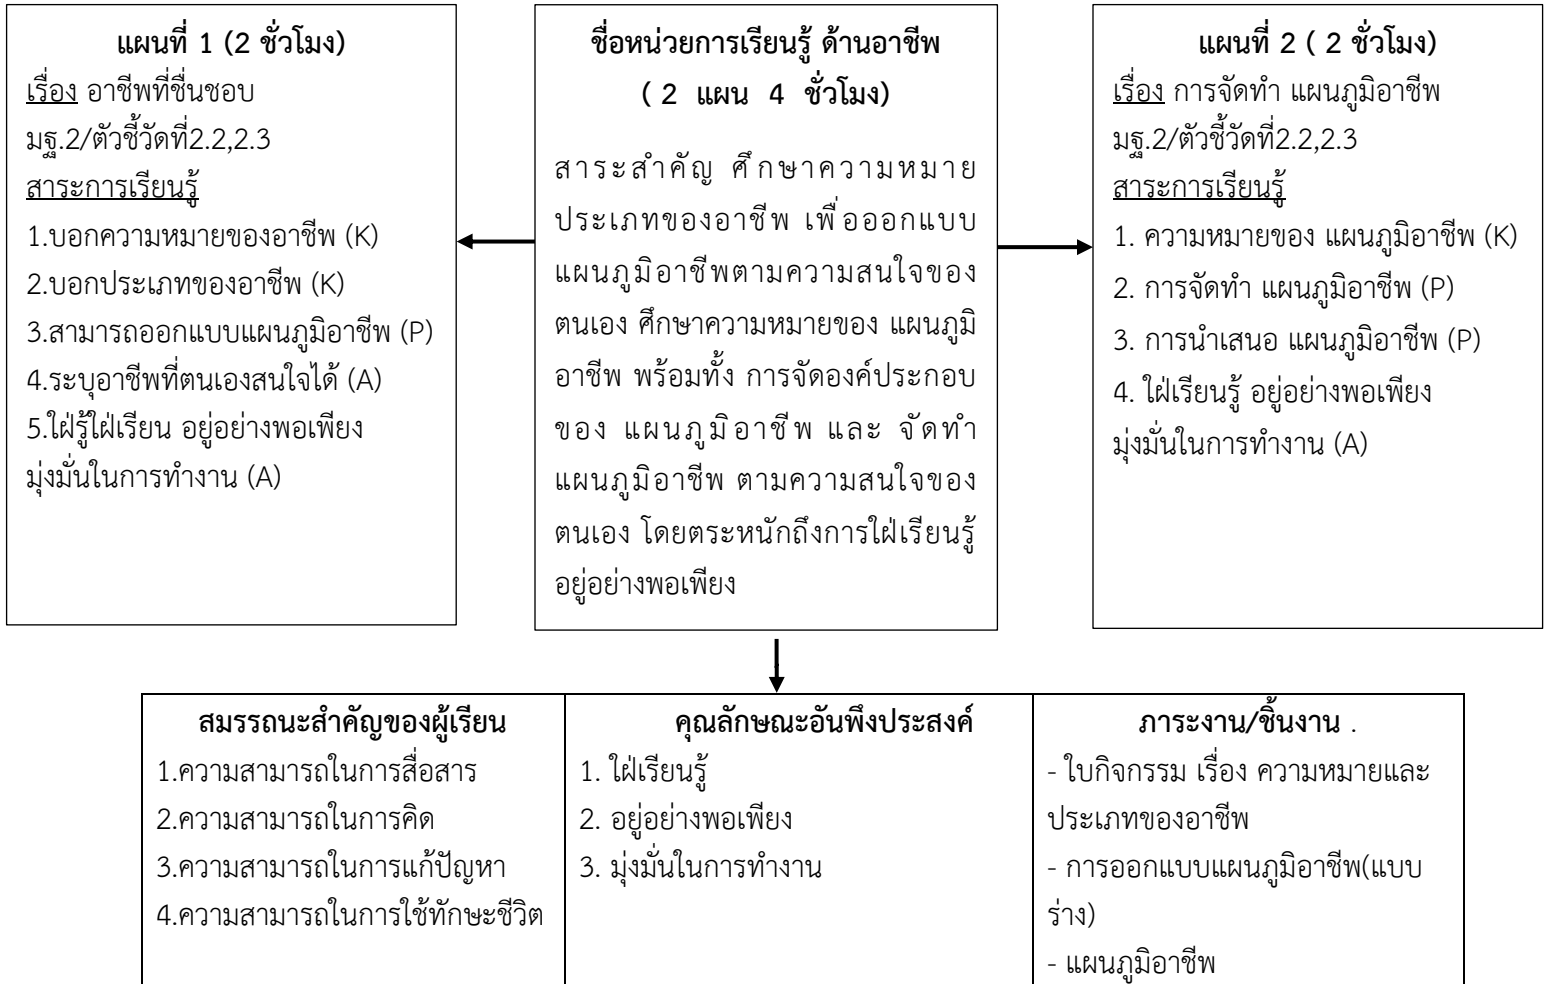 แผนที่ 1 (2 ชั่วโมง)
เรื่อง อาชีพที่ชื่นชอบ
มฐ.2/ตัวชี้วัดที่2.2,2.3
สาระการเรียนรู้
1.บอกความหมายของอาชีพ (K)
2.บอกประเภทของอาชีพ (K)
3.สามารถออกแบบแผนภูมิอาชีพ (P)
4.ระบุอาชีพที่ตนเองสนใจได้ (A)
5.ใฝ่รู้ใฝ่เรียน อยู่อย่างพอเพียง
มุ่งมั่นในการทำงาน (A)
ชื่อหน่วยการเรียนรู้ ด้านอาชีพ
( 2 แผน 4 ชั่วโมง)
สาระสำคัญ ศึกษาความหมาย
ประเภทของอาชีพ เพื่อออกแบบ
แผนภูมิอาชีพตามความสนใจของ
ตนเอง ศึกษาความหมายของ แผนภูมิ
อาชีพ พร้อมทั้ง การจัดองค์ประกอบ
ของ แผนภูมิอาชีพ และ จัดทำ
แผนภูมิอาชีพ ตามความสนใจของ
ตนเอง โดยตระหนักถึงการใฝ่เรียนรู้
อยู่อย่างพอเพียง
แผนที่ 2 ( 2 ชั่วโมง)
เรื่อง การจัดทำ แผนภูมิอาชีพ
มฐ.2/ตัวชี้วัดที่2.2,2.3
สาระการเรียนรู้
1. ความหมายของ แผนภูมิอาชีพ (K)
2. การจัดทำ แผนภูมิอาชีพ (P)
3. การนำเสนอ แผนภูมิอาชีพ (P)
4. ใฝ่เรียนรู้ อยู่อย่างพอเพียง
มุ่งมั่นในการทำงาน (A)
สมรรถนะสำคัญของผู้เรียน
1.ความสามารถในการสื่อสาร
2.ความสามารถในการคิด
3.ความสามารถในการแก้ปัญหา
4.ความสามารถในการใช้ทักษะชีวิต
คุณลักษณะอันพึงประสงค์
1. ใฝ่เรียนรู้
2. อยู่อย่างพอเพียง
3. มุ่งมั่นในการทำงาน
ภาระงาน/ชิ้นงาน .
- ใบกิจกรรม เรื่อง ความหมายและ
ประเภทของอาชีพ
- การออกแบบแผนภูมิอาชีพ(แบบ
ร่าง)
- แผนภูมิอาชีพ